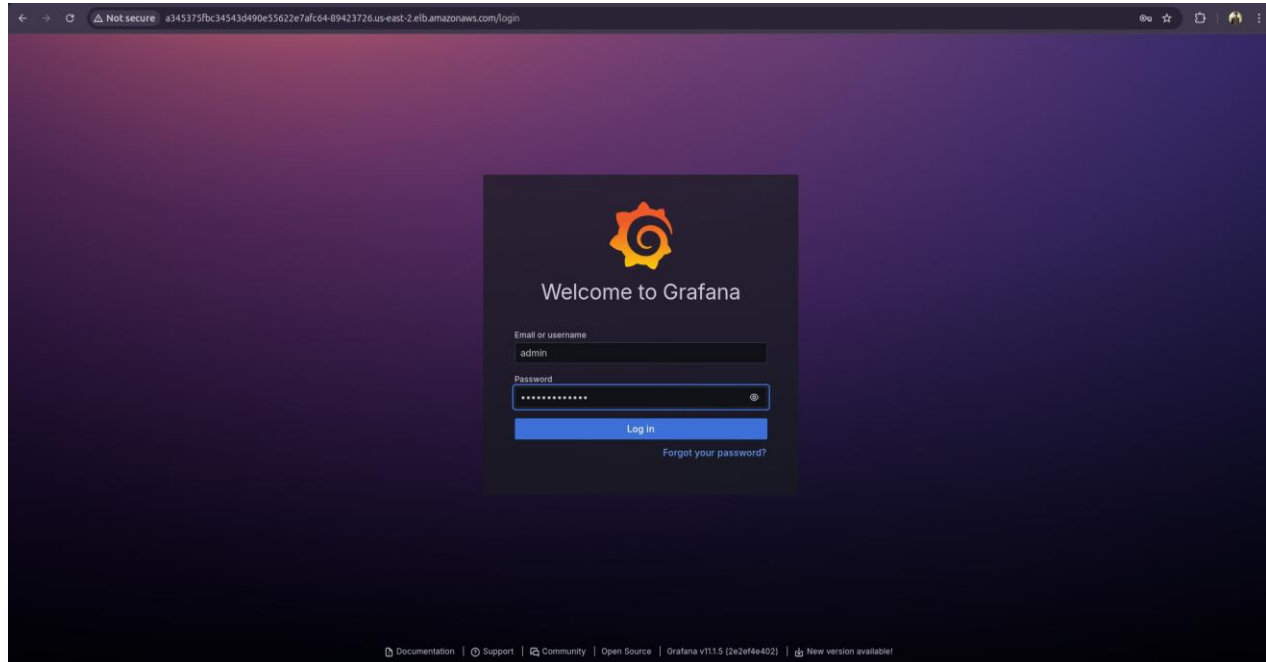 Not secure a345375fbc34543d490e55622e7afc64-89423726.us-east-2.elb.amazonaws.com/login
Welcome to Grafana
Email or username
admin
Password
•••••••••••••
Log in
Forgot your password?
Documentation | Support | Community | Open Source | Grafana v11.1.5 (2e2ef4e402) | New version available!